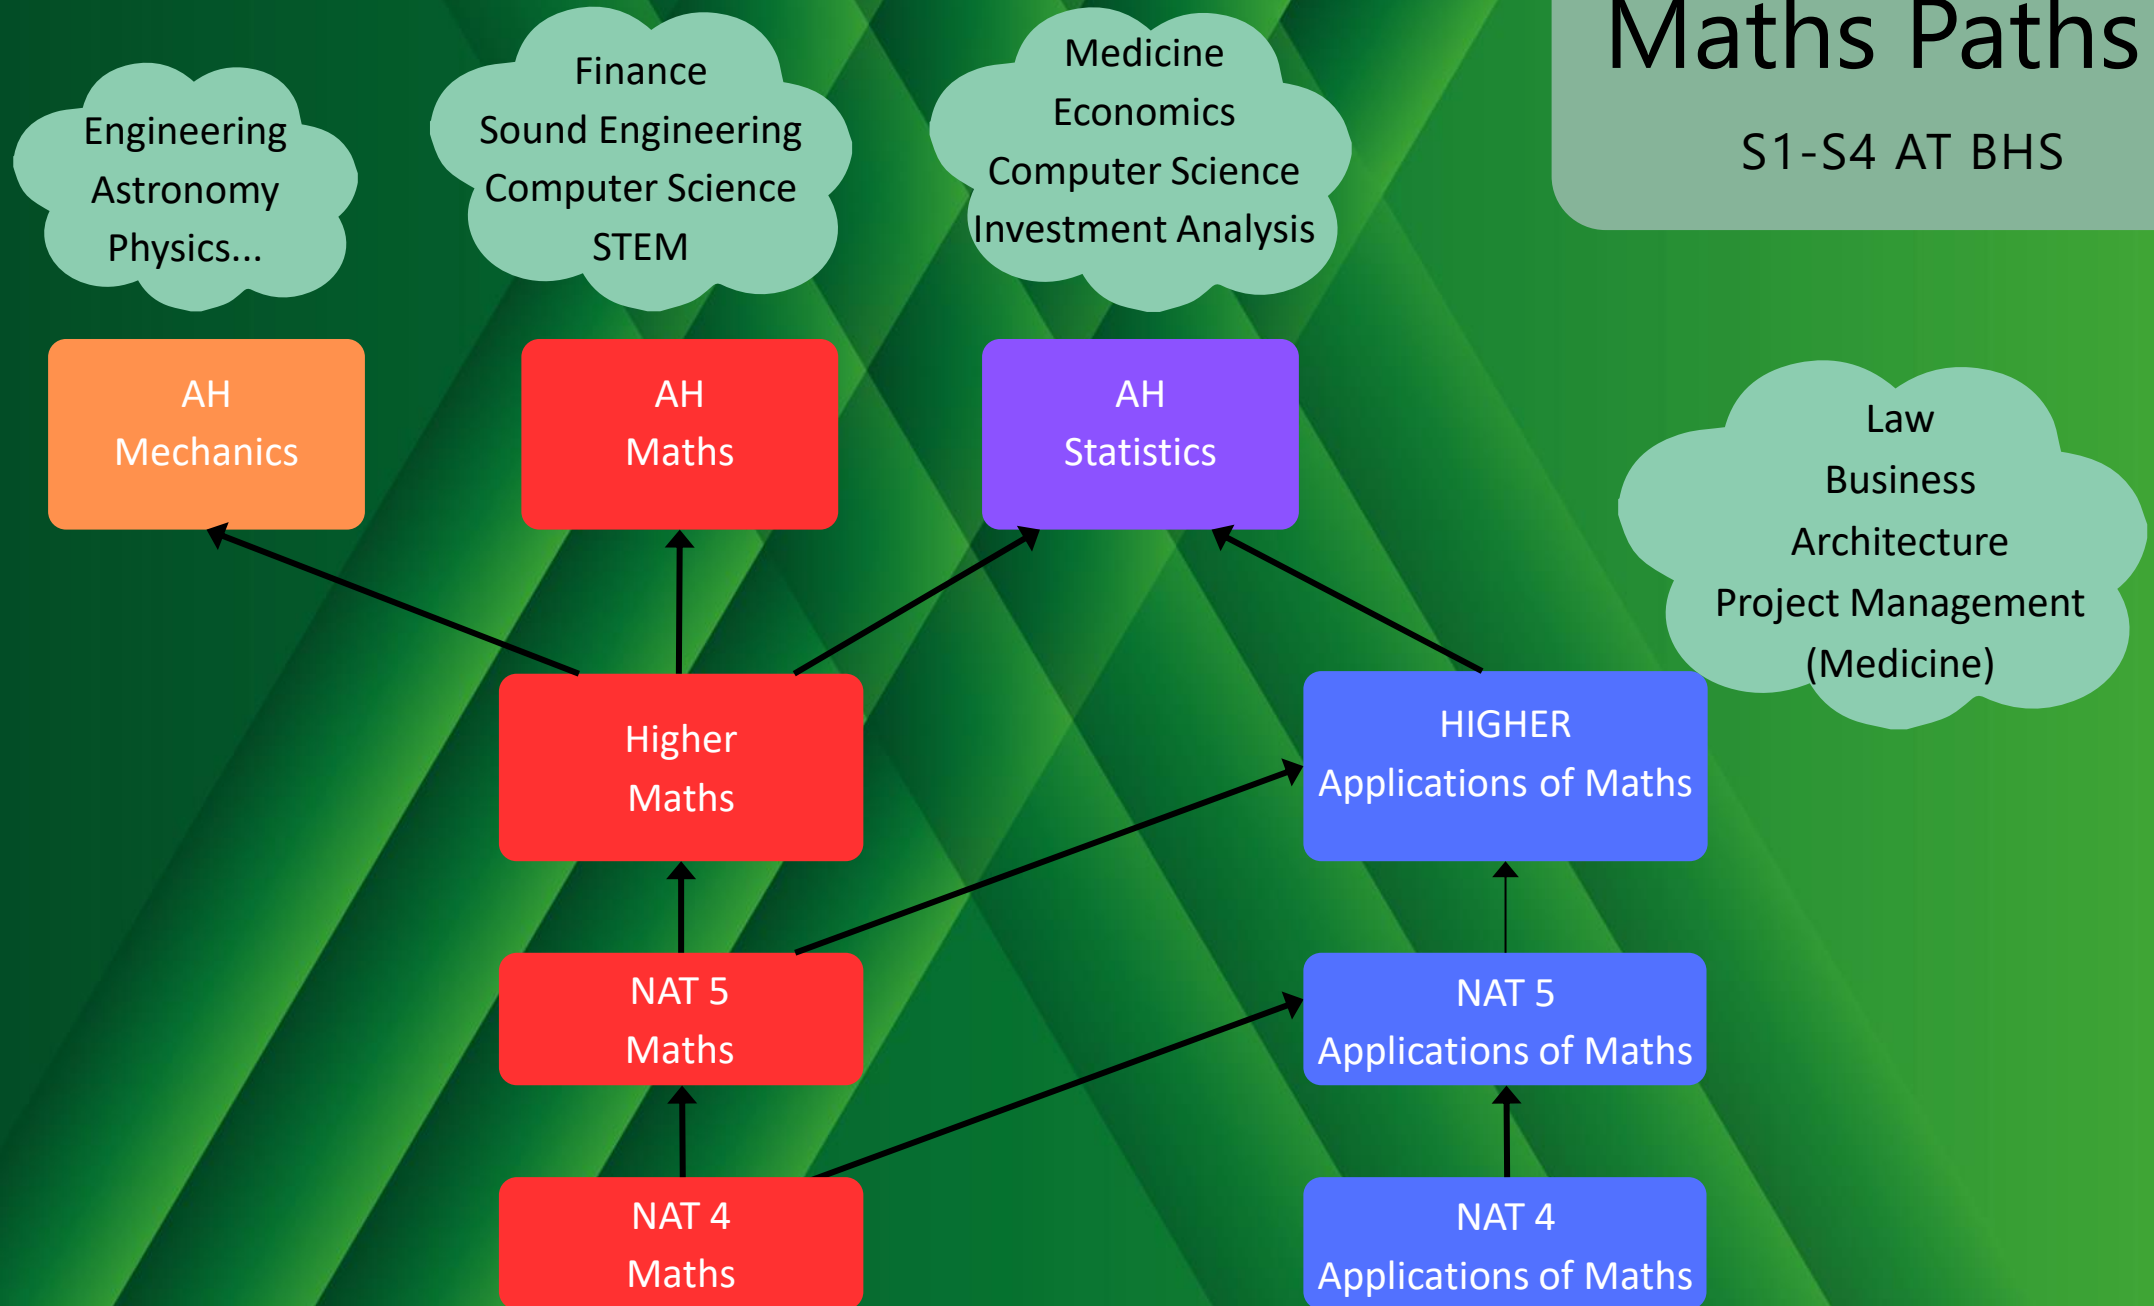 Maths Paths
S1-S4 AT BHS
Engineering
Astronomy
Physics...
Finance
Sound Engineering
Computer Science
STEM
Medicine
Economics
Computer Science
Investment Analysis
AH
Mechanics
AH
Maths
AH
Statistics
Law
Business
Architecture
Project Management
(Medicine)
Higher
Maths
HIGHER
Applications of Maths
NAT 5
Maths
NAT 5
Applications of Maths
NAT 4
Maths
NAT 4
Applications of Maths